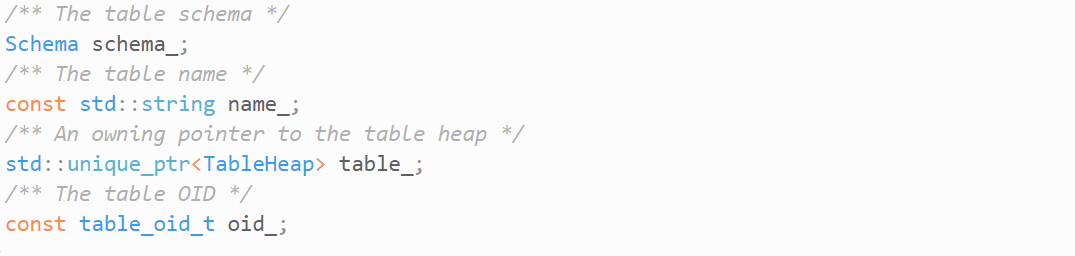 /** The table schema */
Schema schema_;
/** The table name */
const std::string name_;
/** An owning pointer to the table heap */
std::unique_ptr<TableHeap> table_;
/** The table OID */
const table_oid_t oid_;